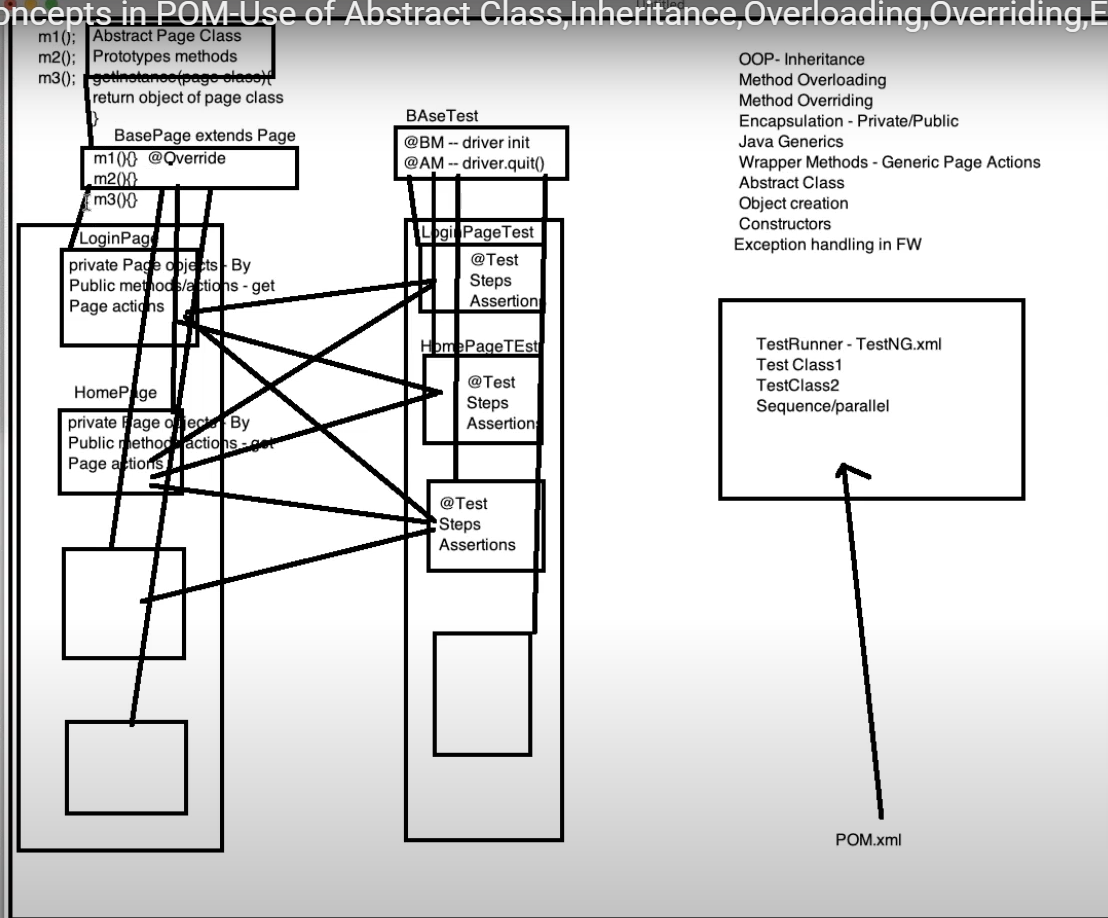 oncepts in POM-Use of Abstract Class,Inheritance,Overloading,Overriding,E
Untitled
m1();
m2();
m3();
Abstract Page Class
Prototypes methods
getInstance(page class){
return object of page class
}
BasePage extends Page
m1(){} @Override
m2(){}
m3(){}
LoginPage
private Page objects - By
Public methods/actions - get
Page actions
HomePage
private Page objects - By
Public methods/actions - get
Page actions
BAseTest
@BM -- driver init
@AM -- driver.quit()
LoginPageTest
@Test
Steps
Assertions
HomePageTEst
@Test
Steps
Assertions
@Test
Steps
Assertions
OOP- Inheritance
Method Overloading
Method Overriding
Encapsulation - Private/Public
Java Generics
Wrapper Methods - Generic Page Actions
Abstract Class
Object creation
Constructors
Exception handling in FW
TestRunner - TestNG.xml
Test Class1
TestClass2
Sequence/parallel
POM.xml